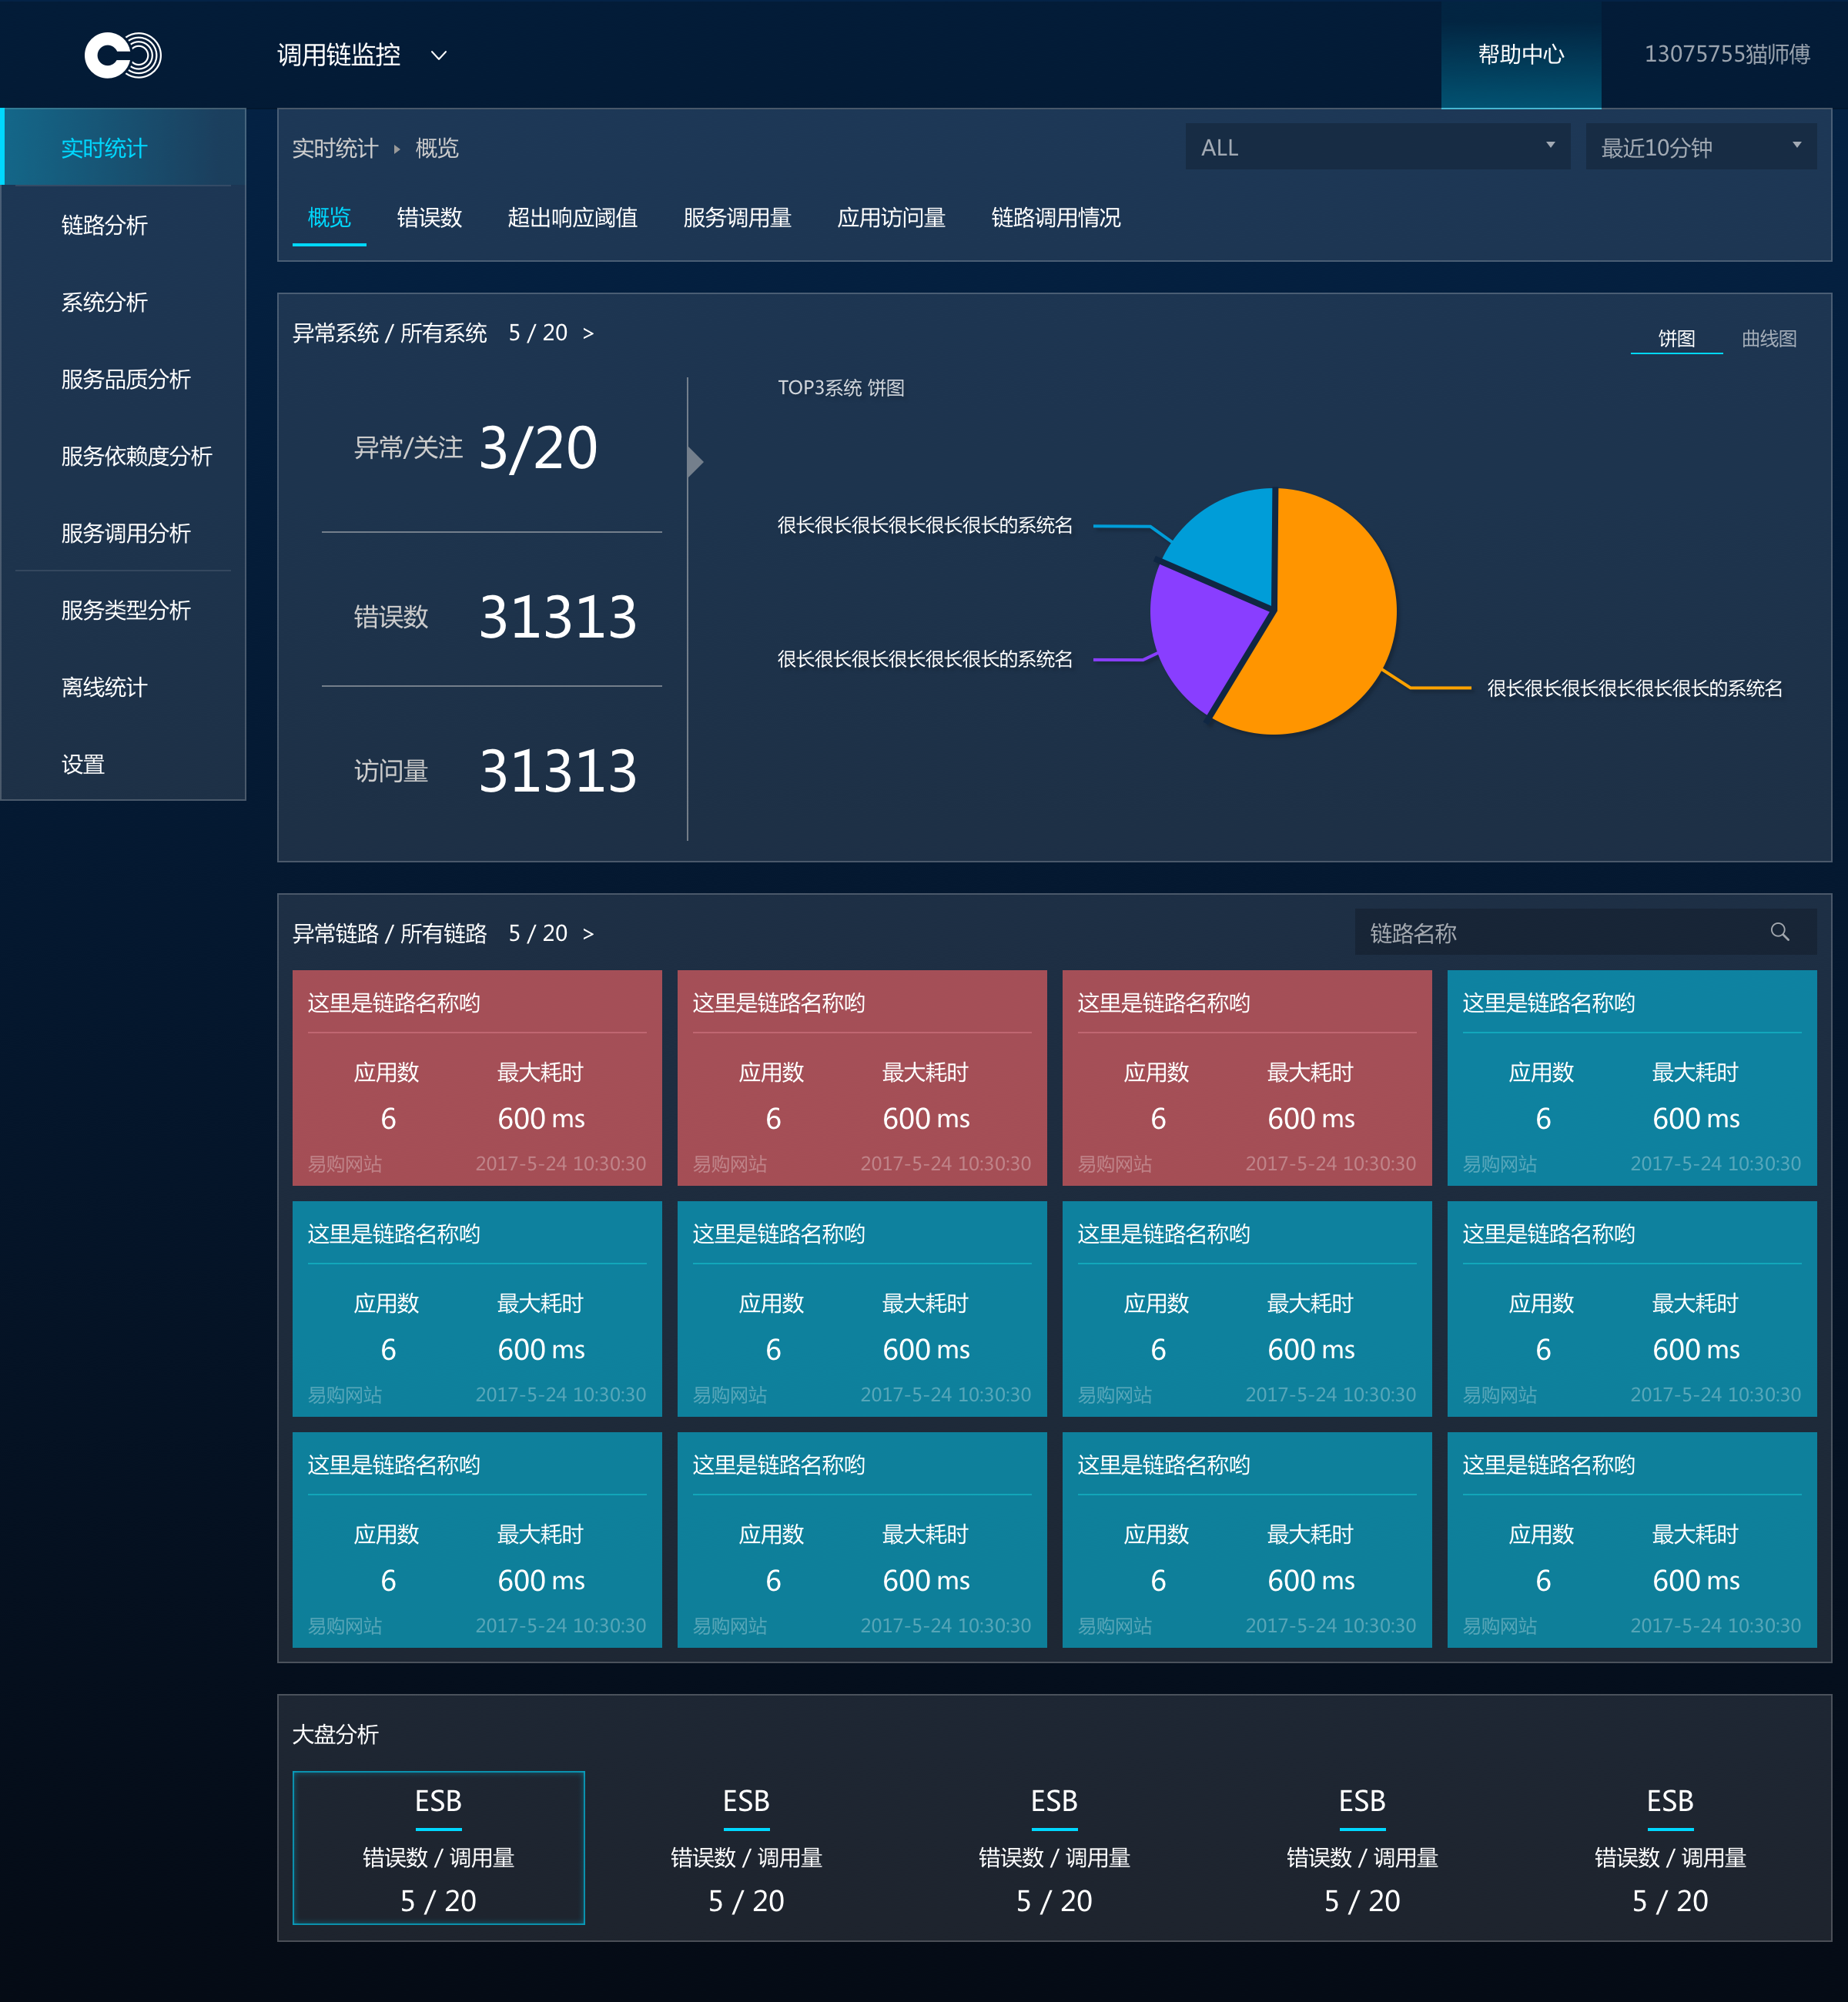 调用链监控
帮助中心
13075755猫师傅
实时统计
链路分析
系统分析
服务品质分析
服务依赖度分析
服务调用分析
服务类型分析
离线统计
设置
实时统计 概览
ALL
最近10分钟
概览 错误数 超出响应阈值 服务调用量 应用访问量 链路调用情况
异常系统 / 所有系统 5 / 20 >
饼图 曲线图
异常/关注 3/20
错误数 31313
访问量 31313
TOP3系统 饼图
很长很长很长很长很长很长的系统名
很长很长很长很长很长很长的系统名
很长很长很长很长很长很长的系统名
异常链路 / 所有链路 5 / 20 >
链路名称
这里是链路名称哟 这里是链路名称哟 这里是链路名称哟 这里是链路名称哟
应用数 最大耗时 应用数 最大耗时 应用数 最大耗时 应用数 最大耗时
6 600 ms 6 600 ms 6 600 ms 6 600 ms
易购网站 2017-5-24 10:30:30 易购网站 2017-5-24 10:30:30 易购网站 2017-5-24 10:30:30 易购网站 2017-5-24 10:30:30
这里是链路名称哟 这里是链路名称哟 这里是链路名称哟 这里是链路名称哟
应用数 最大耗时 应用数 最大耗时 应用数 最大耗时 应用数 最大耗时
6 600 ms 6 600 ms 6 600 ms 6 600 ms
易购网站 2017-5-24 10:30:30 易购网站 2017-5-24 10:30:30 易购网站 2017-5-24 10:30:30 易购网站 2017-5-24 10:30:30
这里是链路名称哟 这里是链路名称哟 这里是链路名称哟 这里是链路名称哟
应用数 最大耗时 应用数 最大耗时 应用数 最大耗时 应用数 最大耗时
6 600 ms 6 600 ms 6 600 ms 6 600 ms
易购网站 2017-5-24 10:30:30 易购网站 2017-5-24 10:30:30 易购网站 2017-5-24 10:30:30 易购网站 2017-5-24 10:30:30
大盘分析
ESB ESB ESB ESB ESB
错误数 / 调用量 错误数 / 调用量 错误数 / 调用量 错误数 / 调用量 错误数 / 调用量
5 / 20 5 / 20 5 / 20 5 / 20 5 / 20